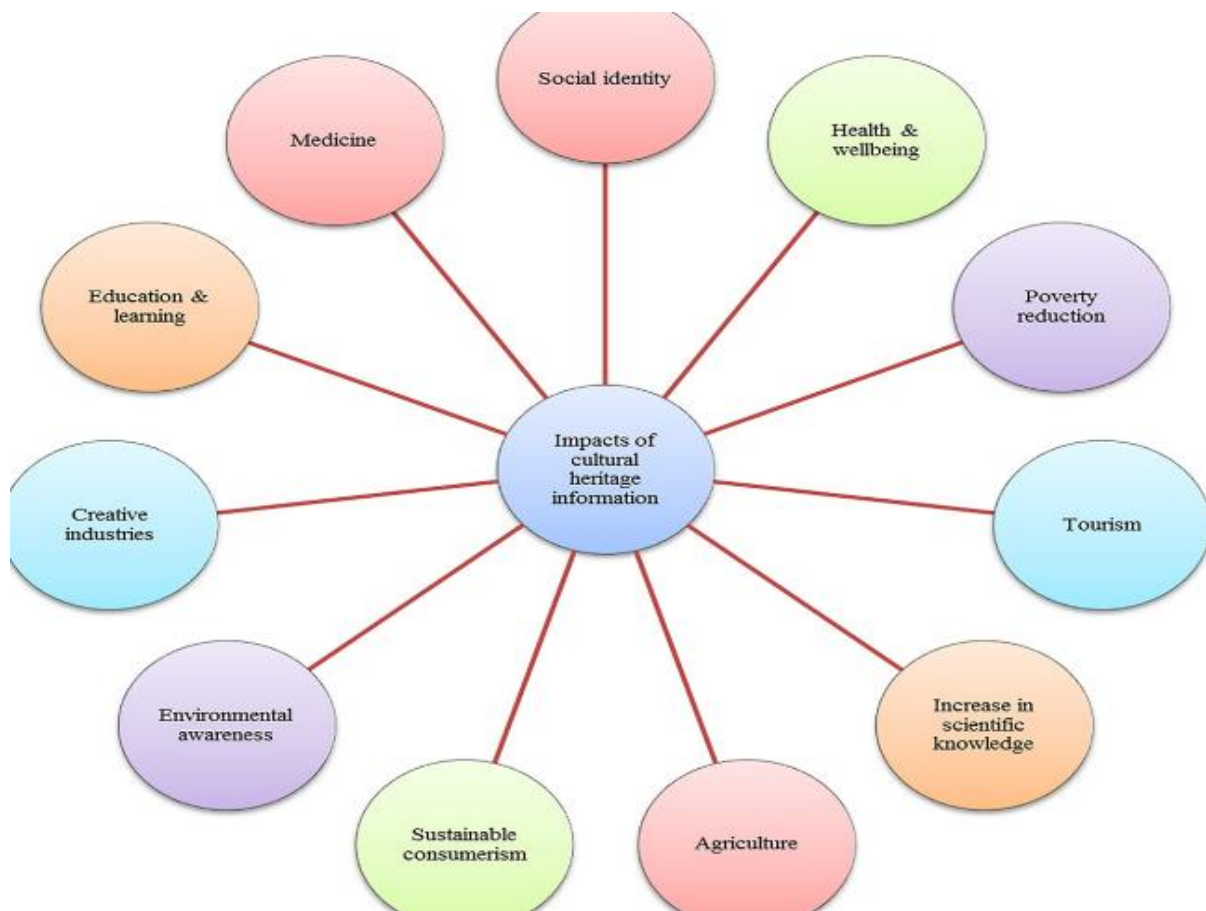 Social identity
Health &
wellbeing
Poverty
reduction
Tourism
Increase in
scientific
knowledge
Agriculture
Sustainable
consumerism
Environmental
awareness
Creative
industries
Education &
learning
Medicine
Impacts of
cultural
heritage
information